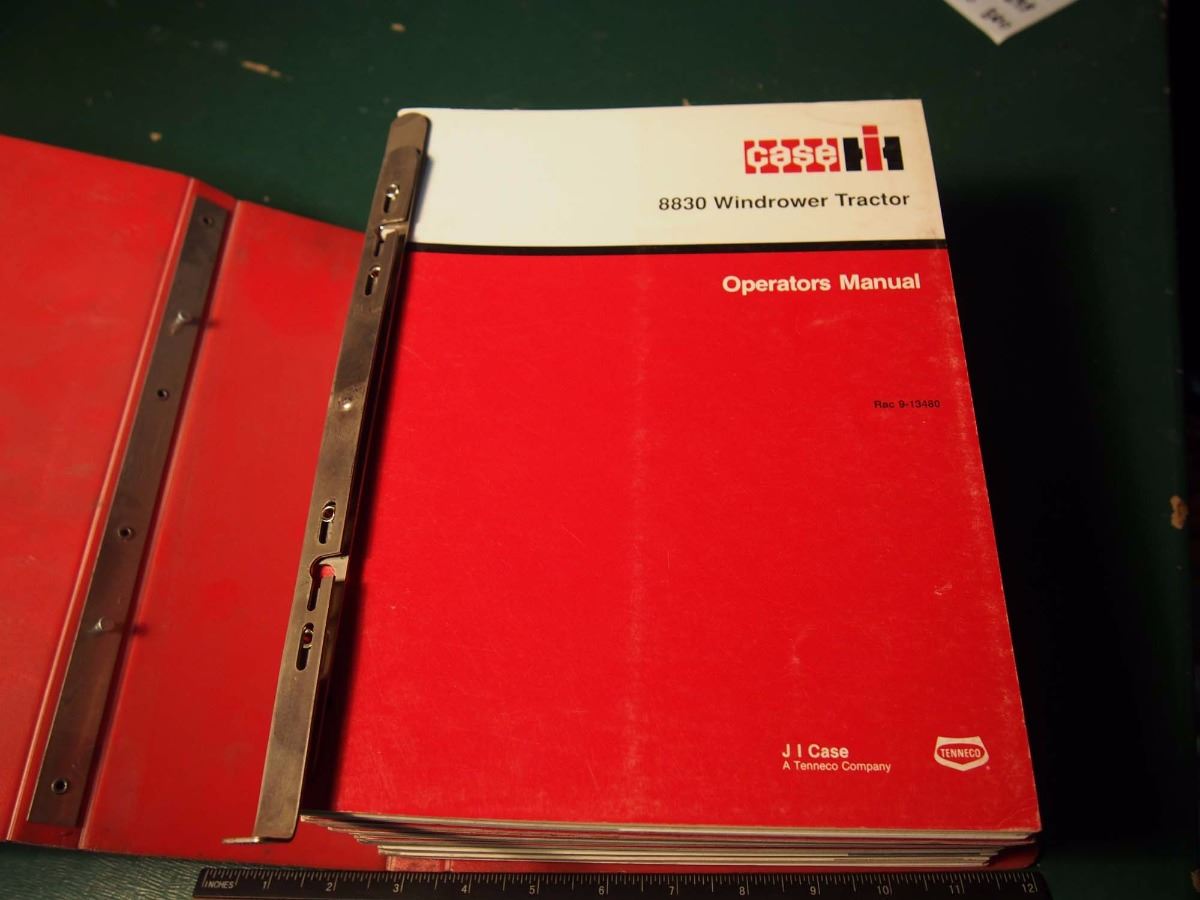 case IH
8830 Windrower Tractor
Operators Manual
Rac 9-13480
J I Case
A Tenneco Company
TENNECO
INCHES 1 2 3 4 5 6 7 8 9 10 11 12